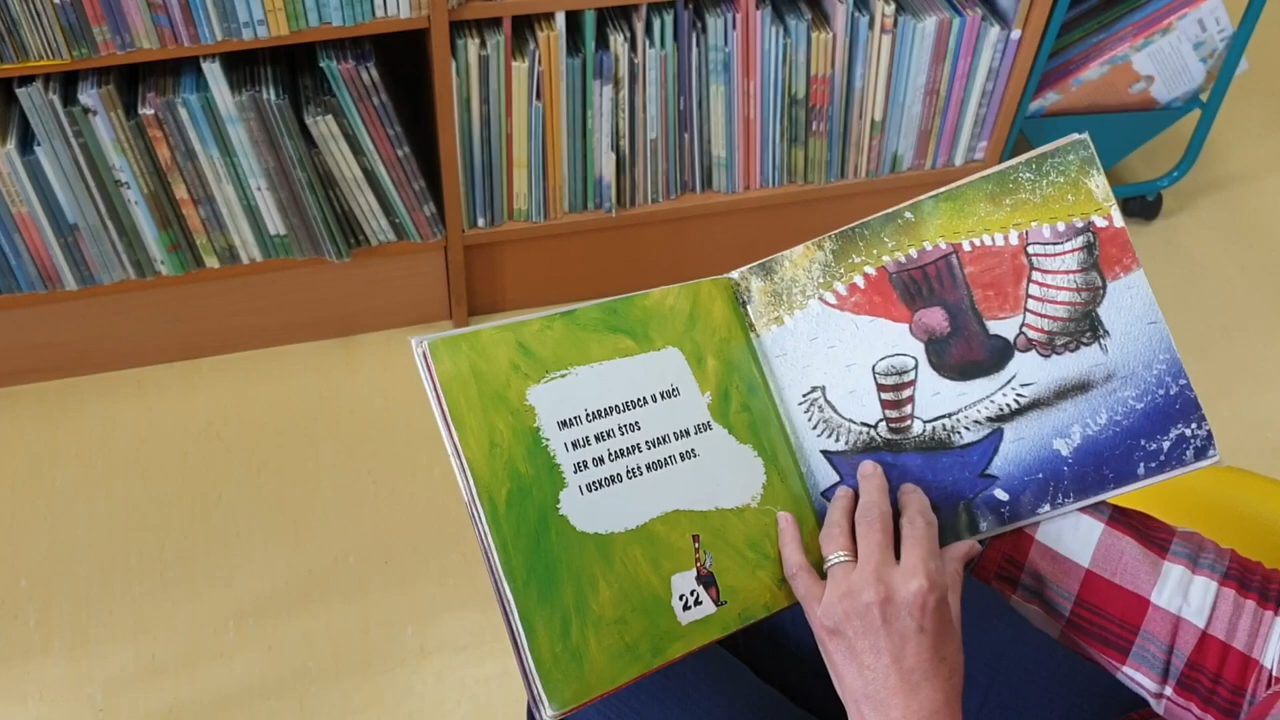 IMATI ČARAPOJEDCA U KUĆI
I NIJE NEKI ŠTOS
JER ON ČARAPE SVAKI DAN JEDE
I USKORO ĆEŠ HODATI BOS.
22